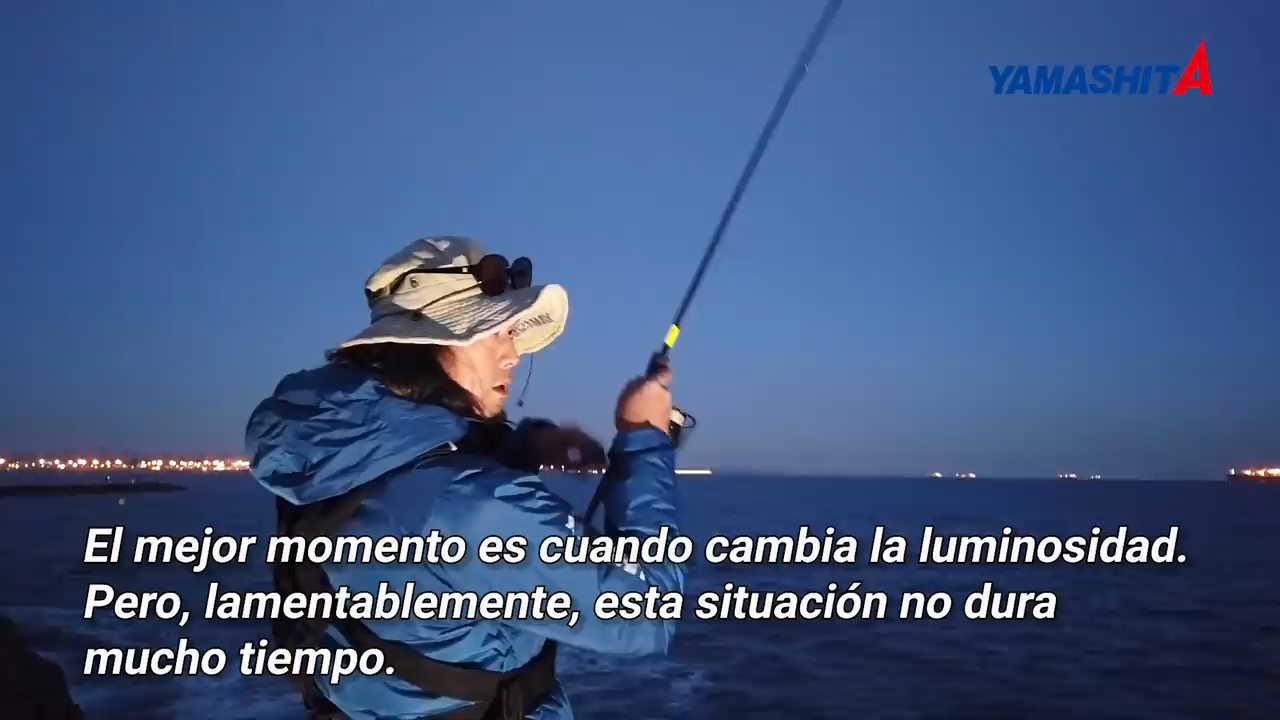 YAMASHITA
El mejor momento es cuando cambia la luminosidad.
Pero, lamentablemente, esta situación no dura
mucho tiempo.